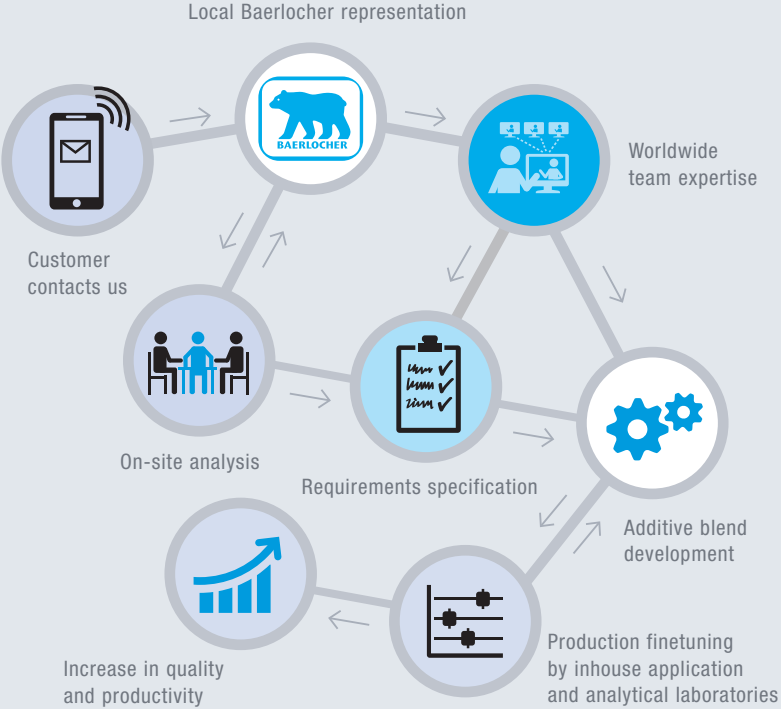 Local Baerlocher representation
BAERLOCHER
Worldwide
team expertise
Customer
contacts us
On-site analysis
Requirements specification
Additive blend
development
Production finetuning
by inhouse application
and analytical laboratories
Increase in quality
and productivity